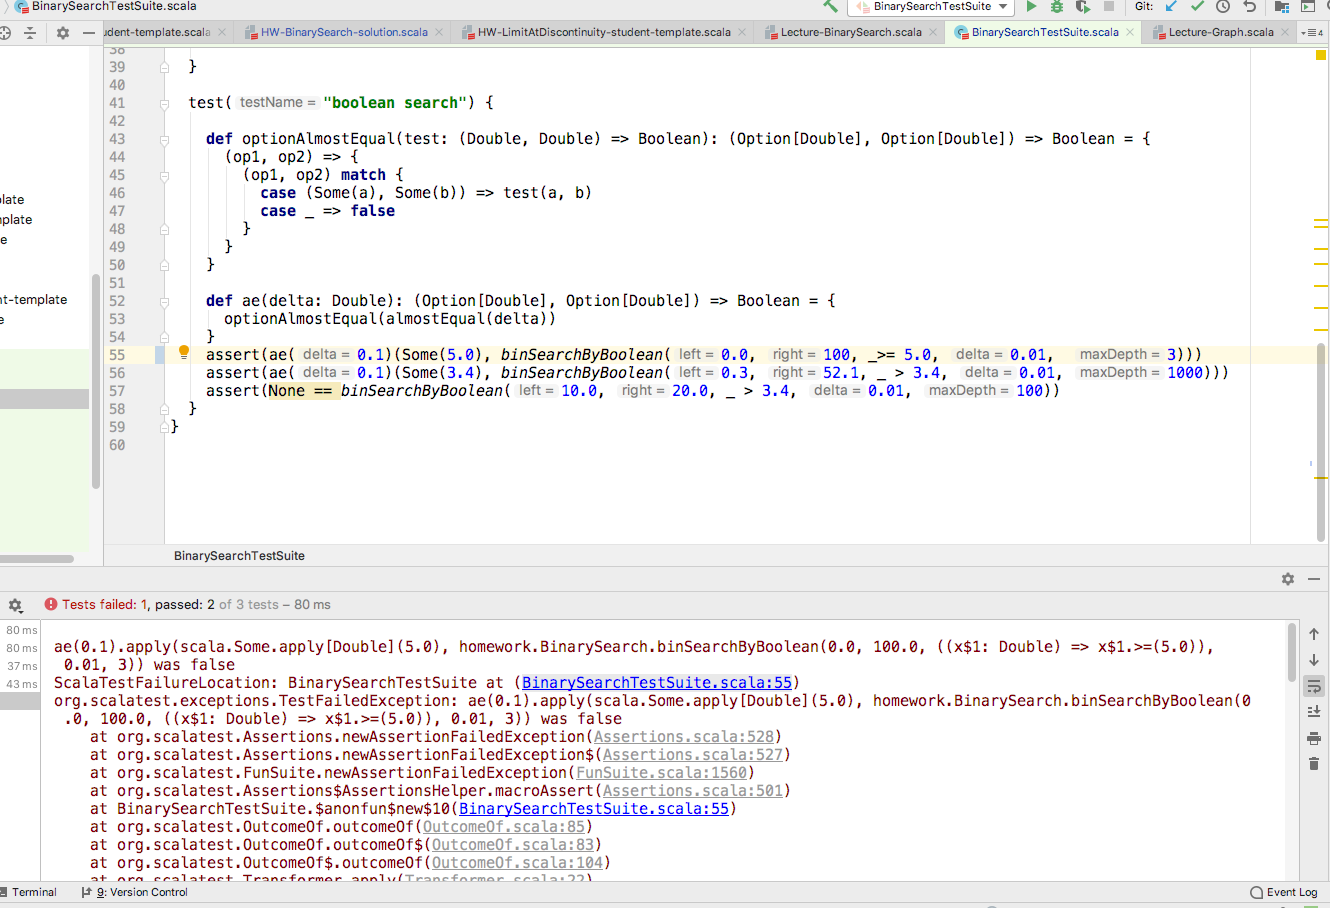 BinarySearchTestSuite.scala
BinarySearchTestSuite
Git:
udent-template.scala
HW-BinarySearch-solution.scala
HW-LimitAtDiscontinuity-student-template.scala
Lecture-BinarySearch.scala
BinarySearchTestSuite.scala
Lecture-Graph.scala
4
38
39 }
40
41 test( testName = "boolean search") {
42
43 def optionAlmostEqual(test: (Double, Double) => Boolean): (Option[Double], Option[Double]) => Boolean = {
44 (op1, op2) => {
45 (op1, op2) match {
46 case (Some(a), Some(b)) => test(a, b)
47 case _ => false
48 }
49 }
50 }
51
52 def ae(delta: Double): (Option[Double], Option[Double]) => Boolean = {
53 optionAlmostEqual(almostEqual(delta))
54 }
55 assert(ae( delta = 0.1)(Some(5.0), binSearchByBoolean( left = 0.0, right = 100, _>= 5.0, delta = 0.01, maxDepth = 3)))
56 assert(ae( delta = 0.1)(Some(3.4), binSearchByBoolean( left = 0.3, right = 52.1, _ > 3.4, delta = 0.01, maxDepth = 1000)))
57 assert(None == binSearchByBoolean( left = 10.0, right = 20.0, _ > 3.4, delta = 0.01, maxDepth = 100))
58 }
59 }
60
late
nplate
e
nt-template
e
BinarySearchTestSuite
Tests failed: 1, passed: 2 of 3 tests – 80 ms
80 ms
80 ms
37 ms
43 ms
ae(0.1).apply(scala.Some.apply[Double](5.0), homework.BinarySearch.binSearchByBoolean(0.0, 100.0, ((x$1: Double) => x$1.>=(5.0)),
0.01, 3)) was false
ScalaTestFailureLocation: BinarySearchTestSuite at (BinarySearchTestSuite.scala:55)
org.scalatest.exceptions.TestFailedException: ae(0.1).apply(scala.Some.apply[Double](5.0), homework.BinarySearch.binSearchByBoolean(0
.0, 100.0, ((x$1: Double) => x$1.>=(5.0)), 0.01, 3)) was false
at org.scalatest.Assertions.newAssertionFailedException(Assertions.scala:528)
at org.scalatest.Assertions.newAssertionFailedException$(Assertions.scala:527)
at org.scalatest.FunSuite.newAssertionFailedException(FunSuite.scala:1560)
at org.scalatest.Assertions$AssertionsHelper.macroAssert(Assertions.scala:501)
at BinarySearchTestSuite.$anonfun$new$10(BinarySearchTestSuite.scala:55)
at org.scalatest.OutcomeOf.outcomeOf(OutcomeOf.scala:85)
at org.scalatest.OutcomeOf.outcomeOf$(OutcomeOf.scala:83)
at org.scalatest.OutcomeOf$.outcomeOf(OutcomeOf.scala:104)
at org.scalatest.Transformer.apply(Transformer.scala:22)
Terminal
9: Version Control
Event Log